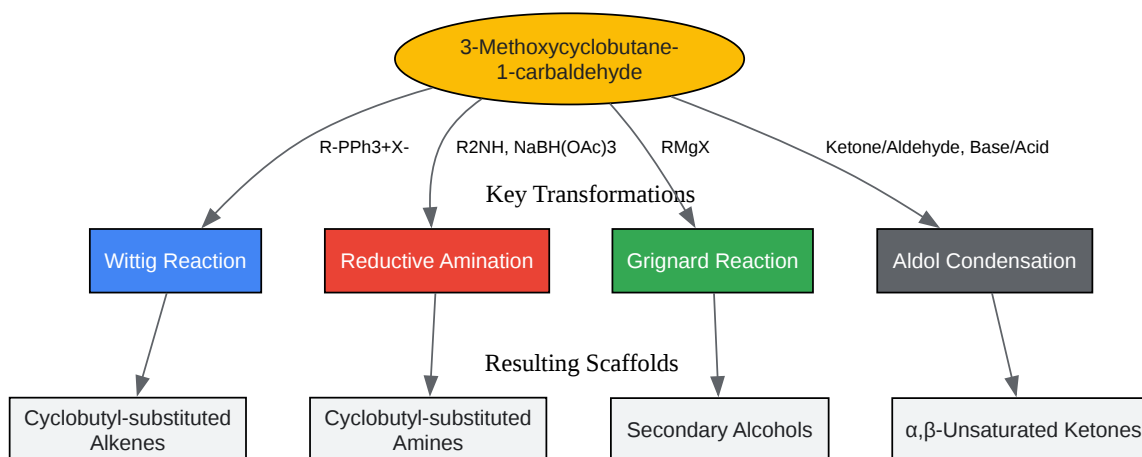 3-Methoxycyclobutane-
1-carbaldehyde
R-PPh3+X-
R2NH, NaBH(OAc)3
RMgX
Ketone/Aldehyde, Base/Acid
Key Transformations
Wittig Reaction
Reductive Amination
Grignard Reaction
Aldol Condensation
Resulting Scaffolds
Cyclobutyl-substituted
Alkenes
Cyclobutyl-substituted
Amines
Secondary Alcohols
α,β-Unsaturated Ketones